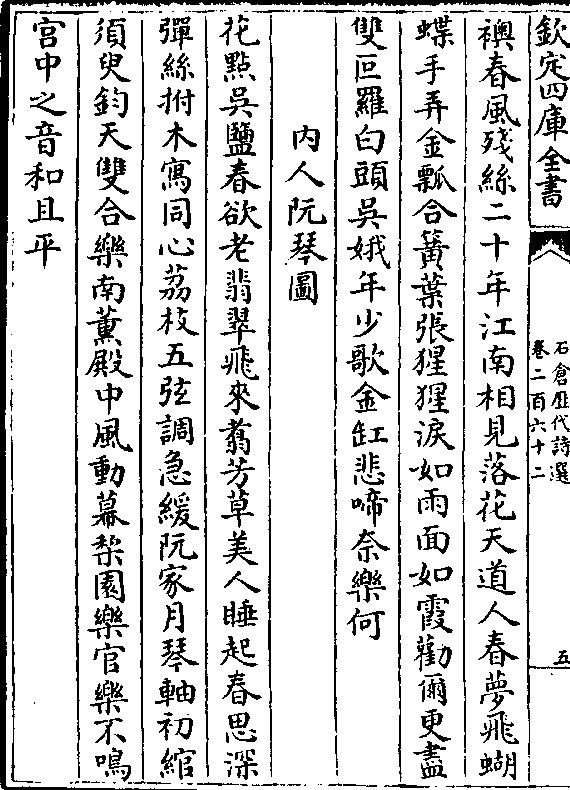 欽定四庫全書
石倉歷代詩選
卷二百六十二
五
襖春風殘絲二十年江南相見落花天道人春夢飛蝴
蝶手弄金瓢合簧葉張猩猩淚如雨面如霞勸爾更盡
雙叵羅白頭吳娥年少歌金缸悲啼奈樂何
内人阮琴圖
花點吳鹽春欲老翡翠飛來翦芳草美人睡起春思深
彈絲拊木寫同心荔枝五弦調急緩阮家月琴軸初綰
須臾鈞天雙合樂南薰殿中風動幕棃園樂官樂不鳴
宫中之音和且平